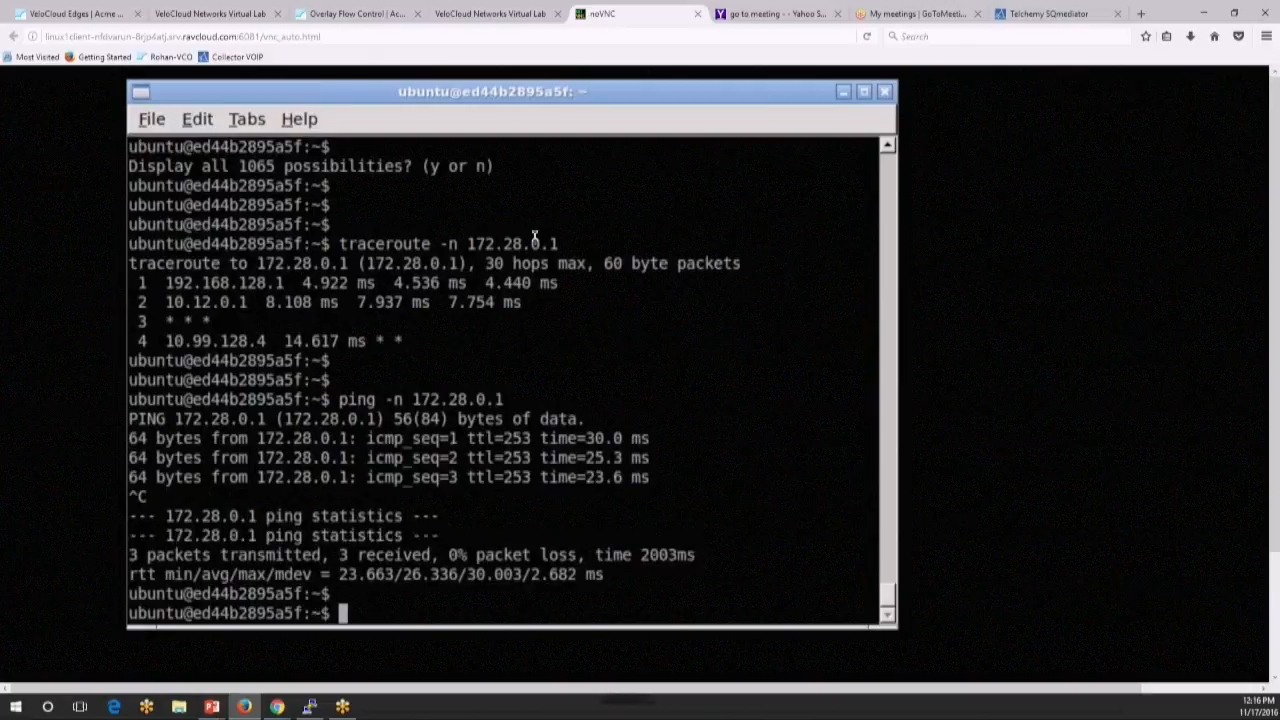 VeloCloud Edges | Acme ...
VeloCloud Networks Virtual Lab
Overlay Flow Control | Ac...
VeloCloud Networks Virtual Lab
noVNC
go to meeting - - Yahoo S...
My meetings | GoToMeeti...
Telchemy SQmediator
Search
Most Visited
Getting Started
Rohan-VCO
Collector VOIP
ubuntu@ed44b2895a5f: ~
File Edit Tabs Help
ubuntu@ed44b2895a5f:~$
Display all 1065 possibilities? (y or n)
ubuntu@ed44b2895a5f:~$
ubuntu@ed44b2895a5f:~$
ubuntu@ed44b2895a5f:~$
ubuntu@ed44b2895a5f:~$ traceroute -n 172.28.0.1
traceroute to 172.28.0.1 (172.28.0.1), 30 hops max, 60 byte packets
1 192.168.128.1 4.922 ms 4.536 ms 4.440 ms
2 10.12.0.1 8.108 ms 7.937 ms 7.754 ms
3 * * *
4 10.99.128.4 14.617 ms * *
ubuntu@ed44b2895a5f:~$
ubuntu@ed44b2895a5f:~$
ubuntu@ed44b2895a5f:~$ ping -n 172.28.0.1
PING 172.28.0.1 (172.28.0.1) 56(84) bytes of data.
64 bytes from 172.28.0.1: icmp_seq=1 ttl=253 time=30.0 ms
64 bytes from 172.28.0.1: icmp_seq=2 ttl=253 time=25.3 ms
64 bytes from 172.28.0.1: icmp_seq=3 ttl=253 time=23.6 ms
^C
--- 172.28.0.1 ping statistics ---
--- 172.28.0.1 ping statistics ---
3 packets transmitted, 3 received, 0% packet loss, time 2003ms
rtt min/avg/max/mdev = 23.663/26.336/30.003/2.682 ms
ubuntu@ed44b2895a5f:~$
ubuntu@ed44b2895a5f:~$
12:16 PM
11/17/2016